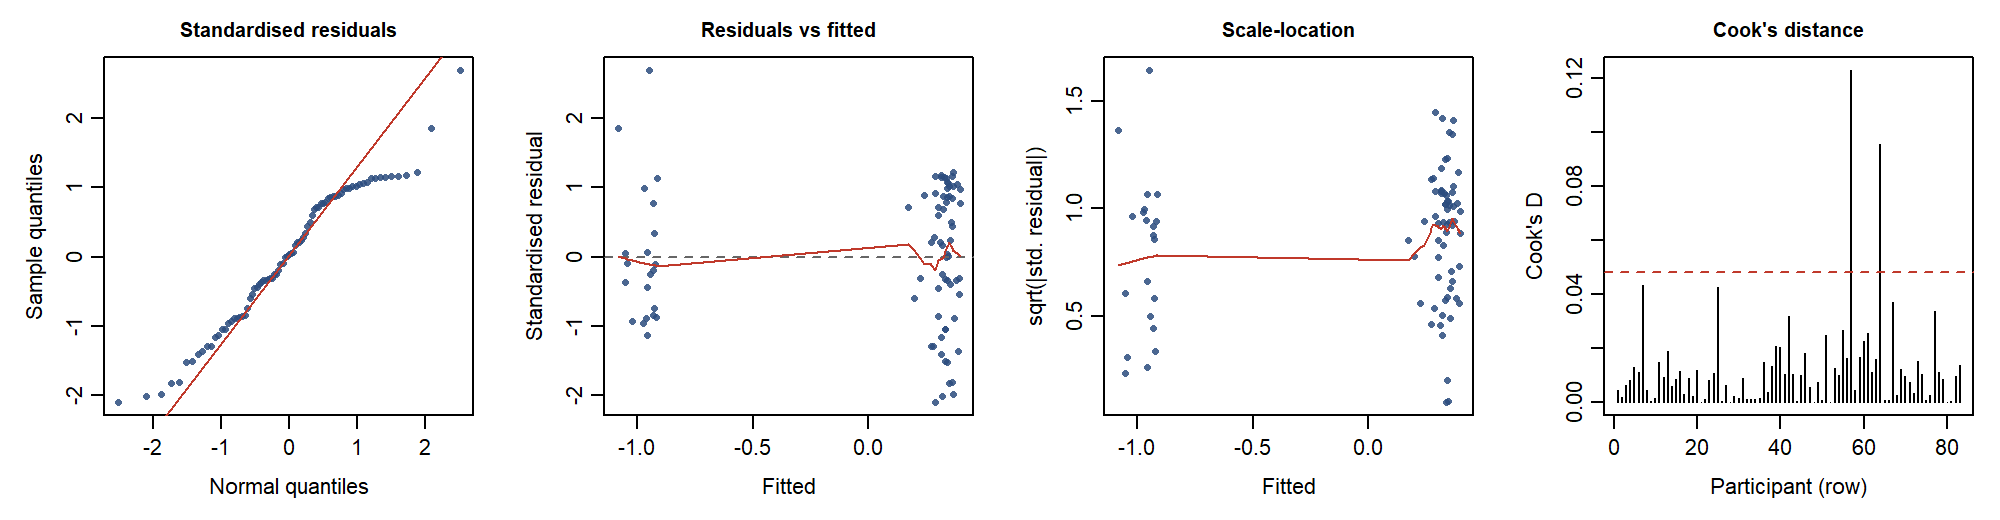 Standardised residuals
Sample quantiles
2
1
0
-1
-2
-2
-1
0
1
2
Normal quantiles
Residuals vs fitted
Standardised residual
2
1
0
-1
-2
-1.0
-0.5
0.0
Fitted
Scale-location
sqrt(|std. residual|)
1.5
1.0
0.5
-1.0
-0.5
0.0
Fitted
Cook's distance
Cook's D
0.12
0.08
0.04
0.00
0
20
40
60
80
Participant (row)